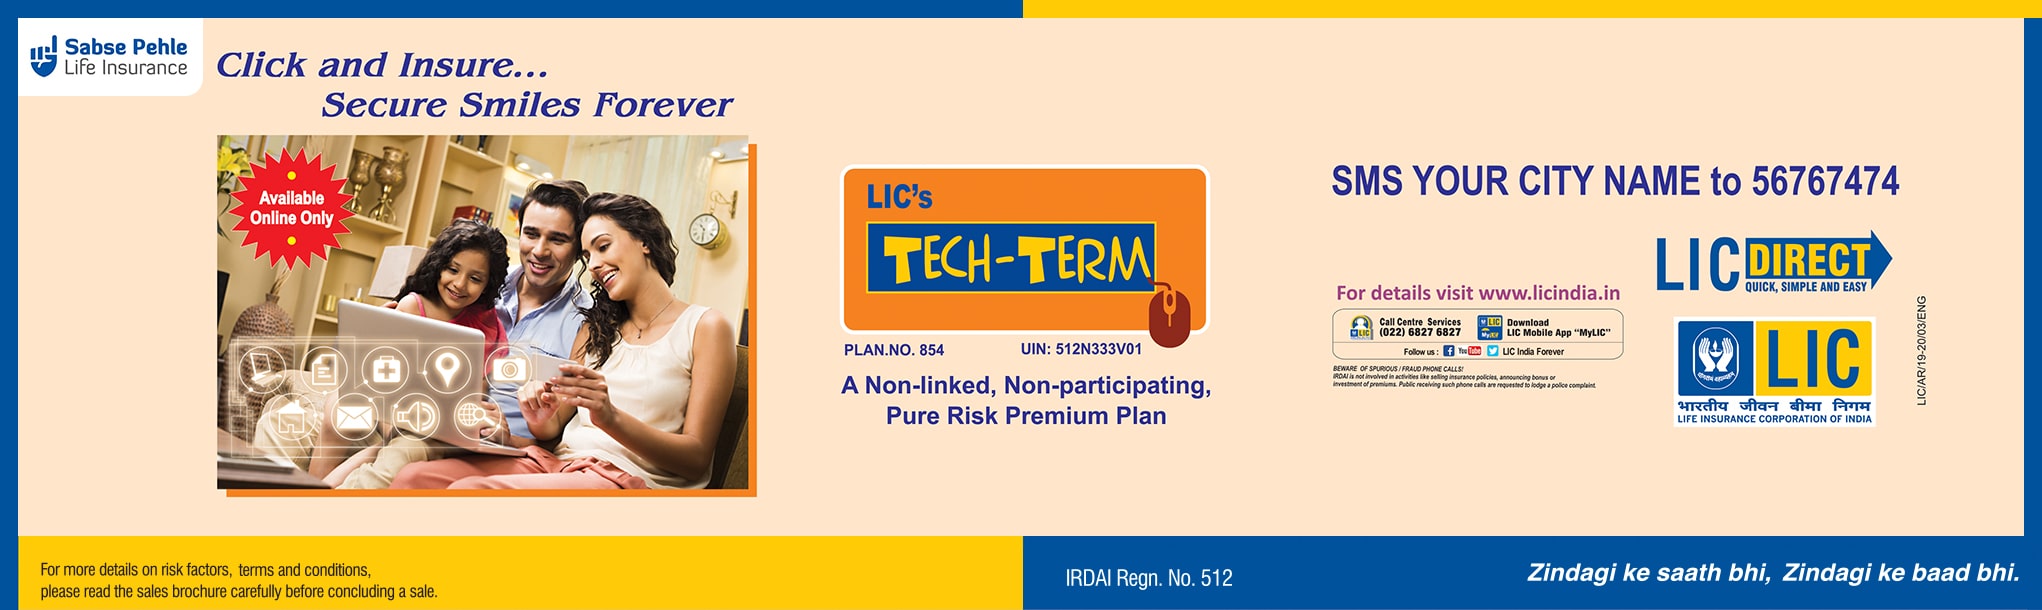 Sabse Pehle
Life Insurance
Click and Insure...
Secure Smiles Forever
Available
Online Only
LIC's
TECH-TERM
PLAN.NO. 854
UIN: 512N333V01
A Non-linked, Non-participating,
Pure Risk Premium Plan
SMS YOUR CITY NAME to 56767474
LIC DIRECT
QUICK, SIMPLE AND EASY
For details visit www.licindia.in
Call Centre Services
(022) 6827 6827
Download
LIC Mobile App “MyLIC”
Follow us : f YouTube LIC India Forever
BEWARE OF SPURIOUS / FRAUD PHONE CALLS!
IRDAI is not involved in activities like selling insurance policies, announcing bonus or
investment of premiums. Public receiving such phone calls are requested to lodge a police complaint.
LIC
भारतीय जीवन बीमा निगम
LIFE INSURANCE CORPORATION OF INDIA
LIC/AR/19-20/03/ENG
For more details on risk factors, terms and conditions,
please read the sales brochure carefully before concluding a sale.
IRDAI Regn. No. 512
Zindagi ke saath bhi, Zindagi ke baad bhi.